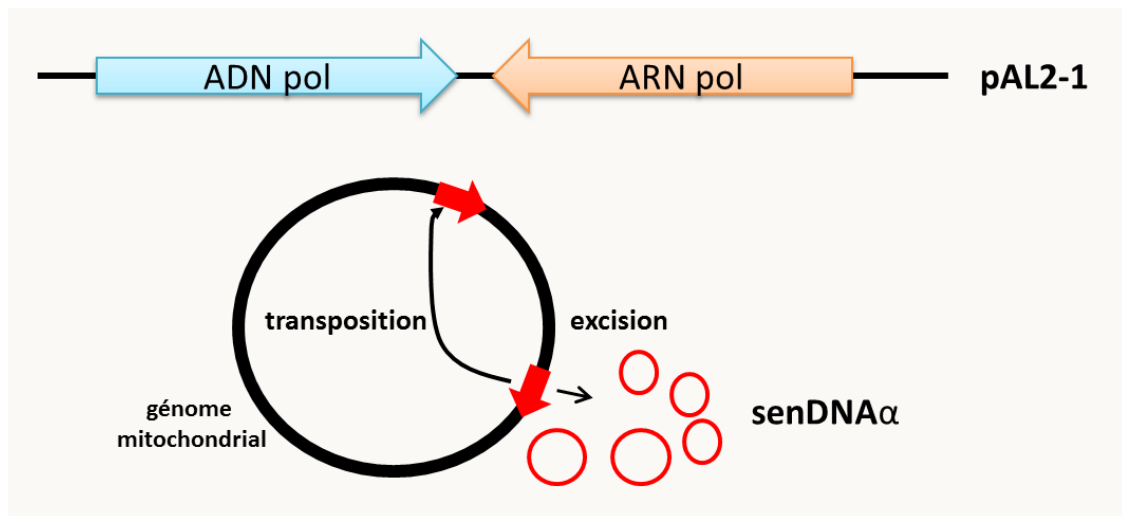 ADN pol
ARN pol
pAL2-1
transposition
excision
génome
mitochondrial
senDNAα